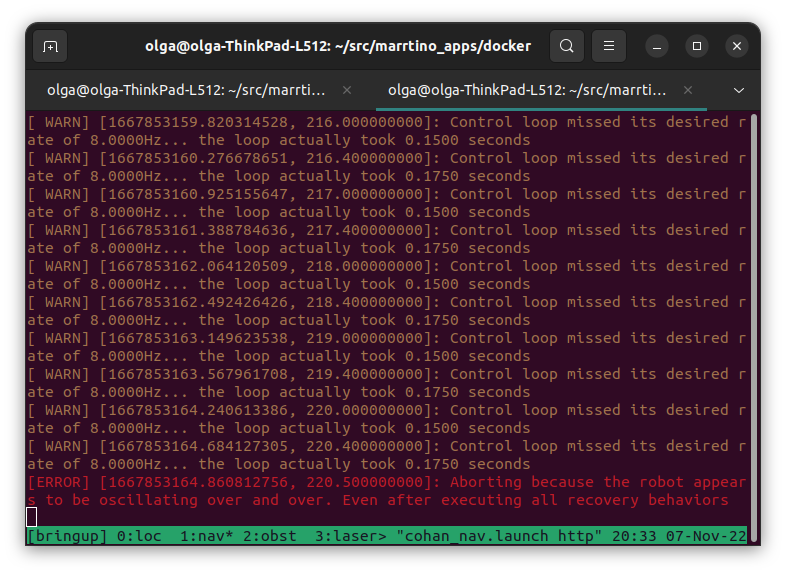 olga@olga-ThinkPad-L512: ~/src/marrtino_apps/docker
olga@olga-ThinkPad-L512: ~/src/marrti...
olga@olga-ThinkPad-L512: ~/src/marrti...
[ WARN] [1667853159.820314528, 216.000000000]: Control loop missed its desired r
ate of 8.0000Hz... the loop actually took 0.1500 seconds
[ WARN] [1667853160.276678651, 216.400000000]: Control loop missed its desired r
ate of 8.0000Hz... the loop actually took 0.1750 seconds
[ WARN] [1667853160.925155647, 217.000000000]: Control loop missed its desired r
ate of 8.0000Hz... the loop actually took 0.1500 seconds
[ WARN] [1667853161.388784636, 217.400000000]: Control loop missed its desired r
ate of 8.0000Hz... the loop actually took 0.1750 seconds
[ WARN] [1667853162.064120509, 218.000000000]: Control loop missed its desired r
ate of 8.0000Hz... the loop actually took 0.1500 seconds
[ WARN] [1667853162.492426426, 218.400000000]: Control loop missed its desired r
ate of 8.0000Hz... the loop actually took 0.1750 seconds
[ WARN] [1667853163.149623538, 219.000000000]: Control loop missed its desired r
ate of 8.0000Hz... the loop actually took 0.1500 seconds
[ WARN] [1667853163.567961708, 219.400000000]: Control loop missed its desired r
ate of 8.0000Hz... the loop actually took 0.1750 seconds
[ WARN] [1667853164.240613386, 220.000000000]: Control loop missed its desired r
ate of 8.0000Hz... the loop actually took 0.1500 seconds
[ WARN] [1667853164.684127305, 220.400000000]: Control loop missed its desired r
ate of 8.0000Hz... the loop actually took 0.1750 seconds
[ERROR] [1667853164.860812756, 220.500000000]: Aborting because the robot appear
s to be oscillating over and over. Even after executing all recovery behaviors
[bringup] 0:loc  1:nav* 2:obst  3:laser> "cohan_nav.launch http" 20:33 07-Nov-22